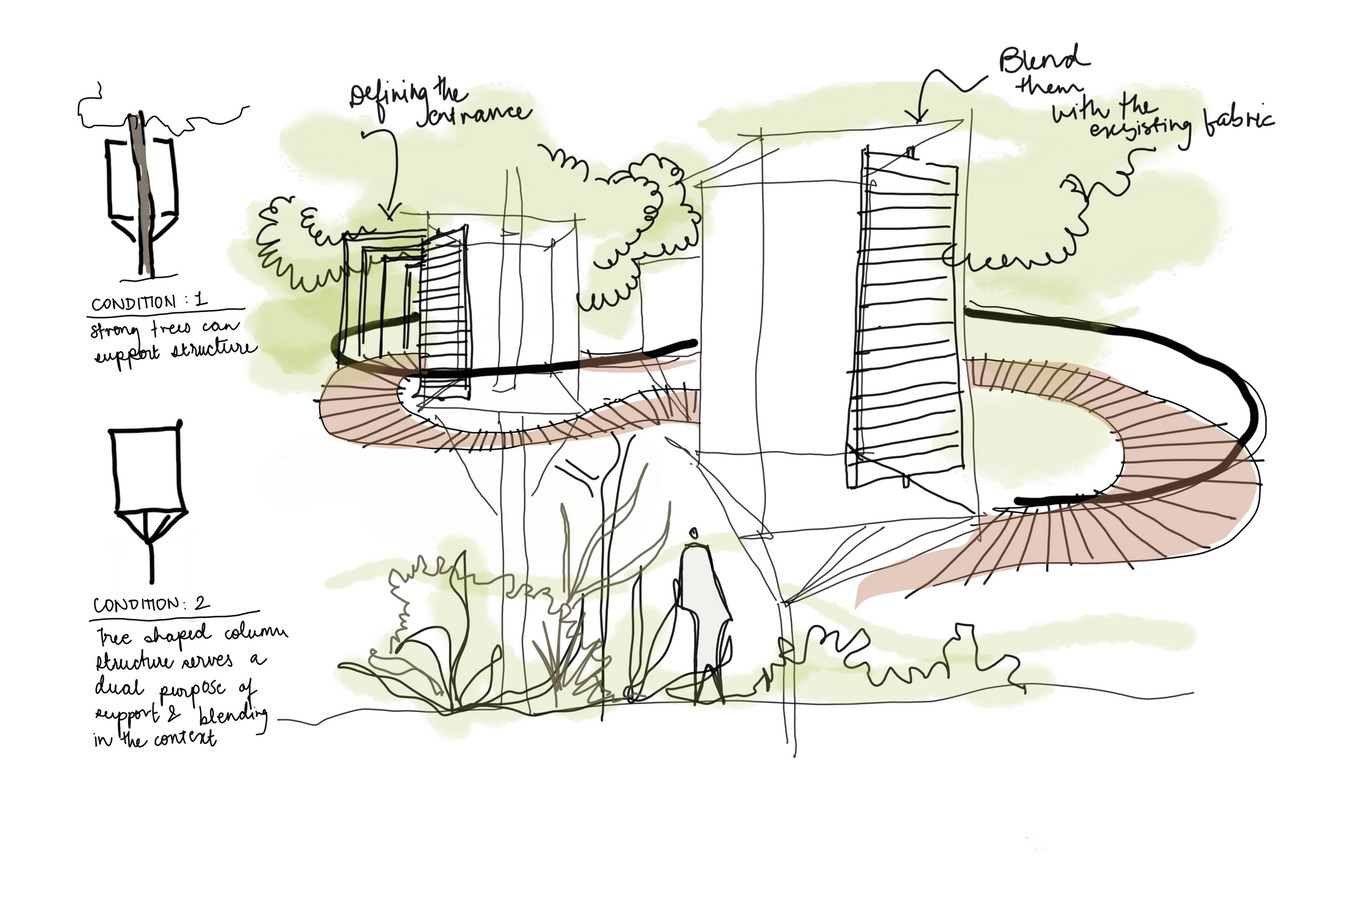 Defining the
entrance
Blend
them
with the
exsyisting fabric
CONDITION : 1
strong trees can
support structure
CONDITION: 2
Tree shaped column
structure serves a
dual purpose of
support & blending
in the context